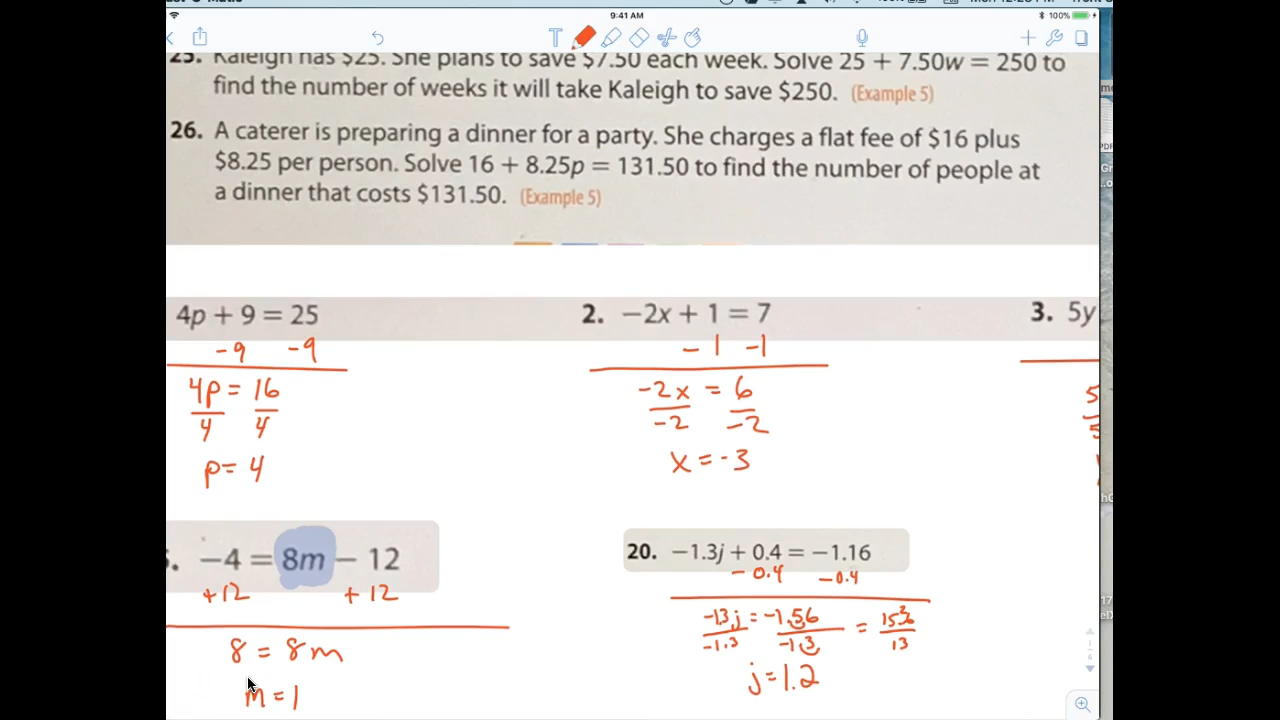 9:41 AM
100%
25. Kaleigh has $25. She plans to save $7.50 each week. Solve 25 + 7.50w = 250 to
find the number of weeks it will take Kaleigh to save $250. (Example 5)
26. A caterer is preparing a dinner for a party. She charges a flat fee of $16 plus
$8.25 per person. Solve 16 + 8.25p = 131.50 to find the number of people at
a dinner that costs $131.50. (Example 5)
4p + 9 = 25
-9 -9
4p = 16
4 4
p = 4
2. −2x + 1 = 7
- 1 -1
-2x = 6
-2 -2
x = -3
3. 5y
5
5
−4 = 8m − 12
+12 +12
8 = 8m
m = 1
20. −1.3j + 0.4 = −1.16
- 0.4 -0.4
-1.3j = -1.56 = 15.6
-1.3 -1.3 13
j = 1.2